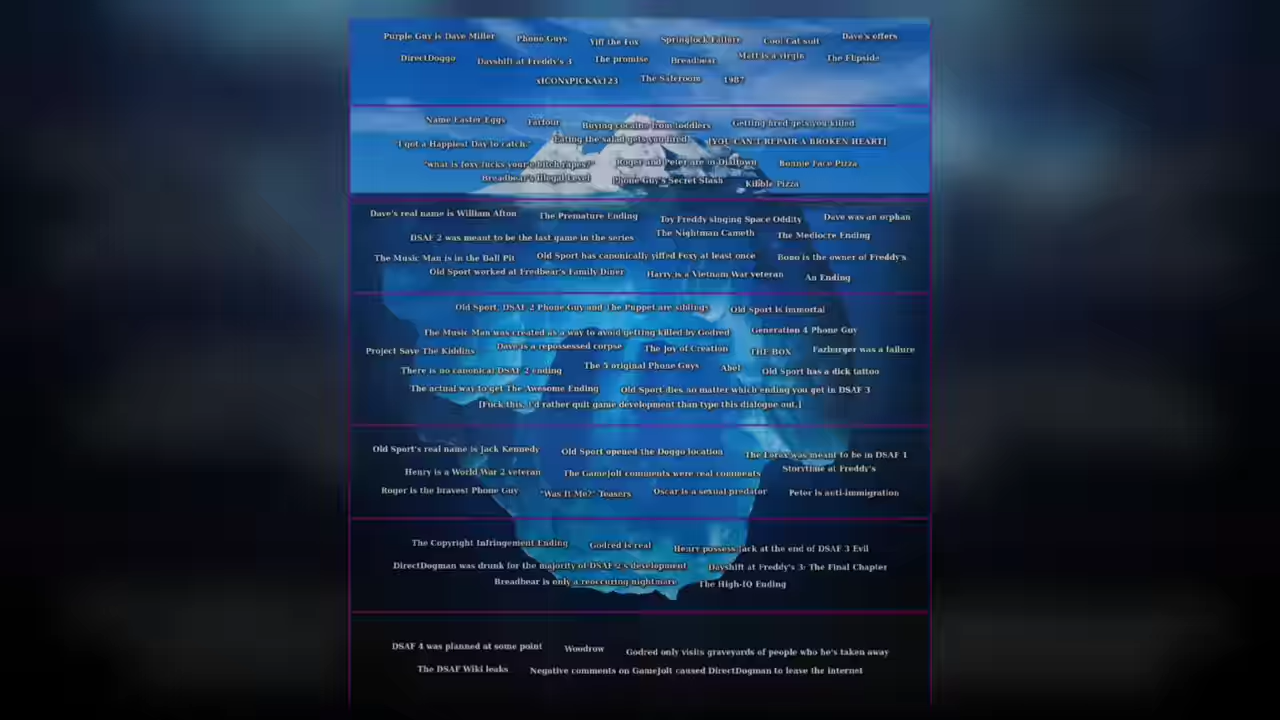 Purple Guy is Dave Miller Phone Guys Yiff the Fox Springlock Failure Cool Cat suit Dave's offers
DirectDoggo Dayshift at Freddy's 3 The promise Breadbear Matt is a virgin The Flipside
xICONxPICKAx123 The Saferoom 1987
Name Easter Eggs Farfour Buying cocaine from toddlers Getting fired gets you killed
"I got a Happiest Day to catch." "Eating the salad gets you fired" [YOU CAN'T REPAIR A BROKEN HEART]
"what is foxy fucks your bitch rapes?" Roger and Peter are in Dialtown Bonnie Face Pizza
Breadbear's Illegal Level Phone Guy's Secret Stash Kibble Pizza
Dave's real name is William Afton The Premature Ending Toy Freddy singing Space Oddity Dave was an orphan
DSAF 2 was meant to be the last game in the series The Nightman Cometh The Mediocre Ending
The Music Man is in the Ball Pit Old Sport has canonically yiffed Foxy at least once Bono is the owner of Freddy's
Old Sport worked at Fredbear's Family Diner Harry is a Vietnam War veteran An Ending
Old Sport, DSAF 2 Phone Guy and The Puppet are siblings Old Sport is immortal
The Music Man was created as a way to avoid getting killed by Godred Generation 4 Phone Guy
Project Save The Kiddins Dave is a repossessed corpse The Joy of Creation THE BOX Fazburger was a failure
There is no canonical DSAF 2 ending The 5 original Phone Guys Abel Old Sport has a dick tattoo
The actual way to get The Awesome Ending Old Sport dies no matter which ending you get in DSAF 3
[Fuck this, I'd rather quit game development than type this dialogue out.]
Old Sport's real name is Jack Kennedy Old Sport opened the Doggo location The Lorax was meant to be in DSAF 1
Henry is a World War 2 veteran The GameJolt comments were real comments Storytime at Freddy's
Roger is the bravest Phone Guy "Was It Me?" Teasers Oscar is a sexual predator Peter is anti-immigration
The Copyright Infringement Ending Godred is real Henry possess Jack at the end of DSAF 3 Evil
DirectDogman was drunk for the majority of DSAF 2's development Dayshift at Freddy's 3: The Final Chapter
Breadbear is only a reoccuring nightmare The High-IQ Ending
DSAF 4 was planned at some point Woodrow Godred only visits graveyards of people who he's taken away
The DSAF Wiki leaks Negative comments on GameJolt caused DirectDogman to leave the internet